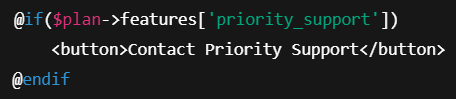 @if($plan->features['priority_support'])
    <button>Contact Priority Support</button>
@endif